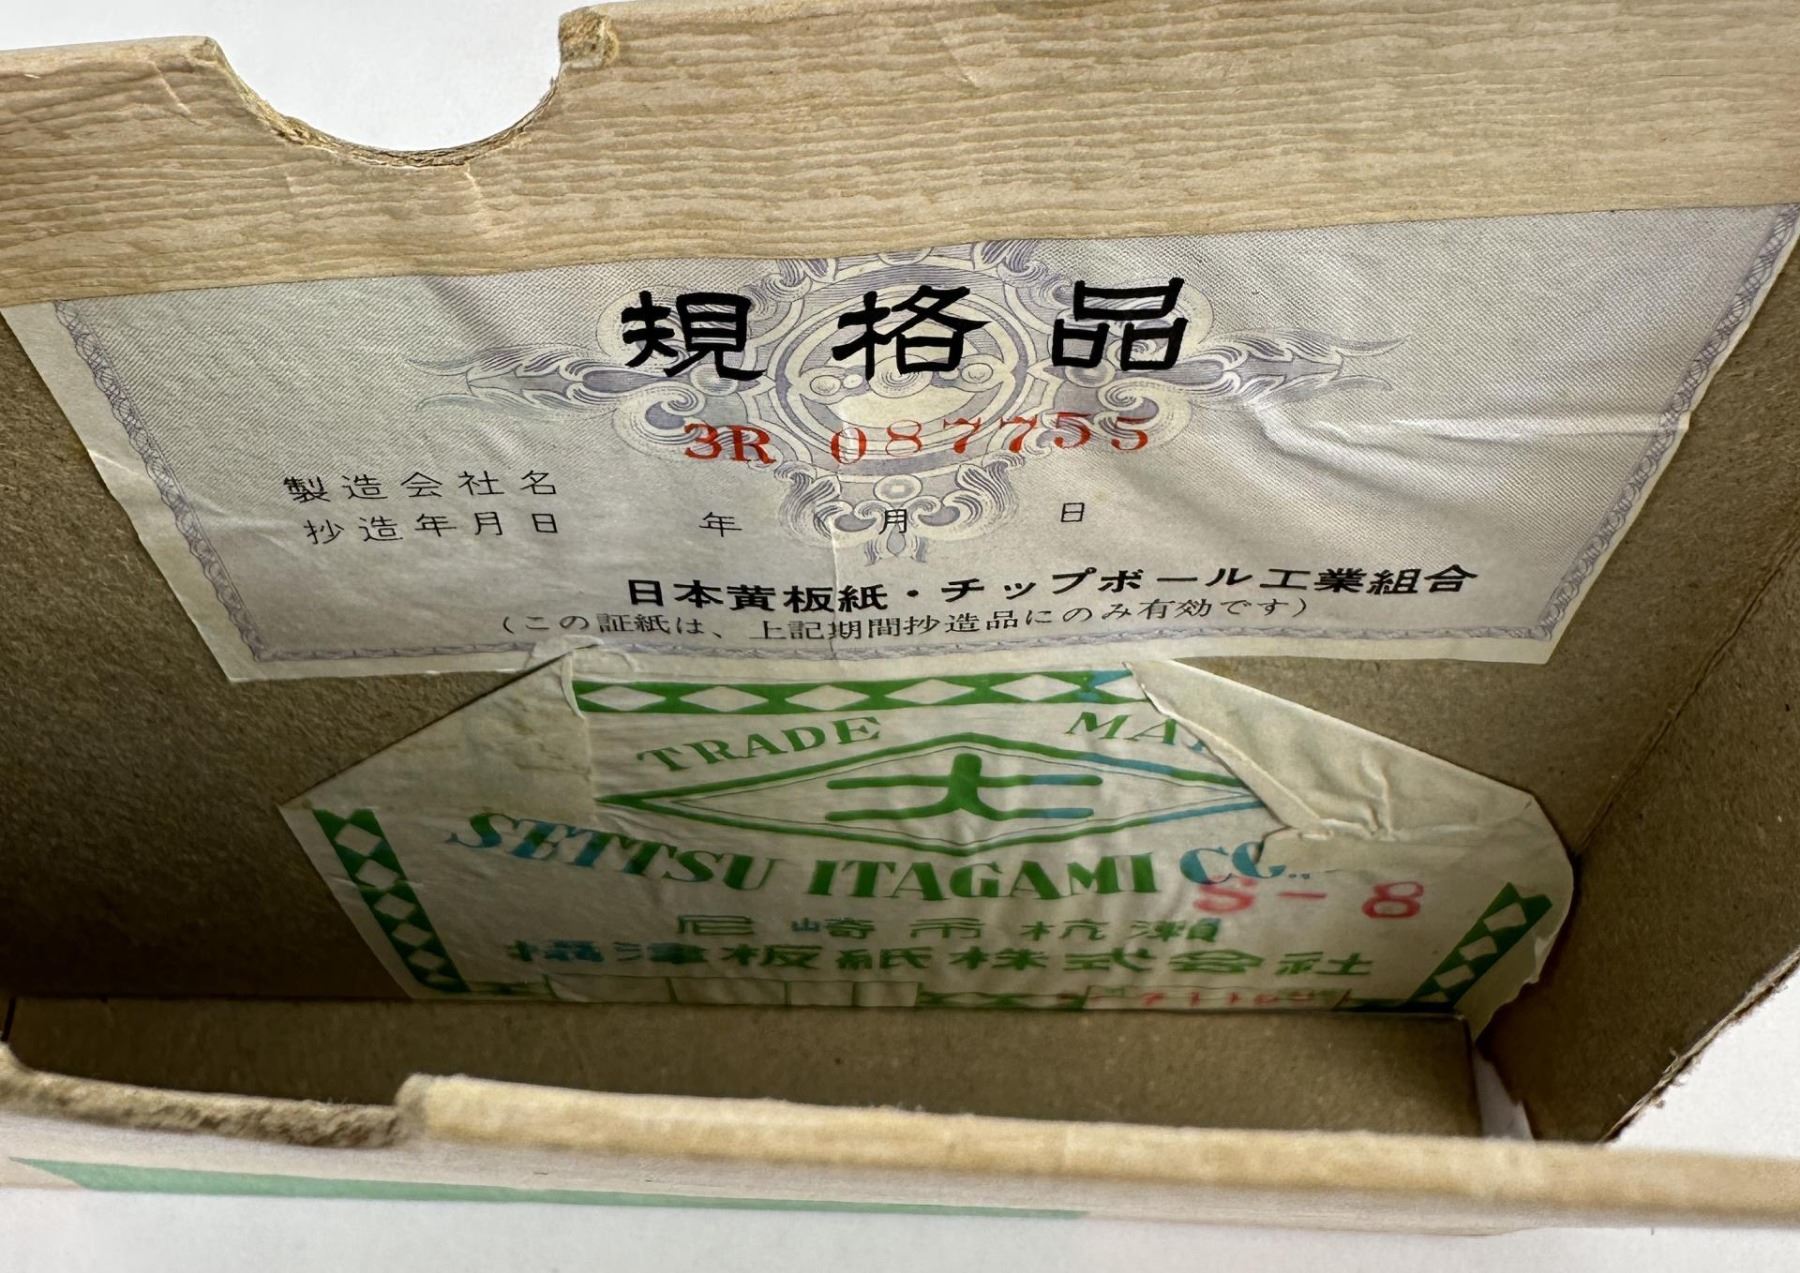 規格品
3R 087755
製造会社名
抄造年月日 年 月 日
日本黄板紙・チップボール工業組合
(この証紙は、上記期間抄造品にのみ有効です)
TRADE MA
SETTSU ITAGAMI CO.,
S-8
尼崎市杭瀬
摂津板紙株式会社